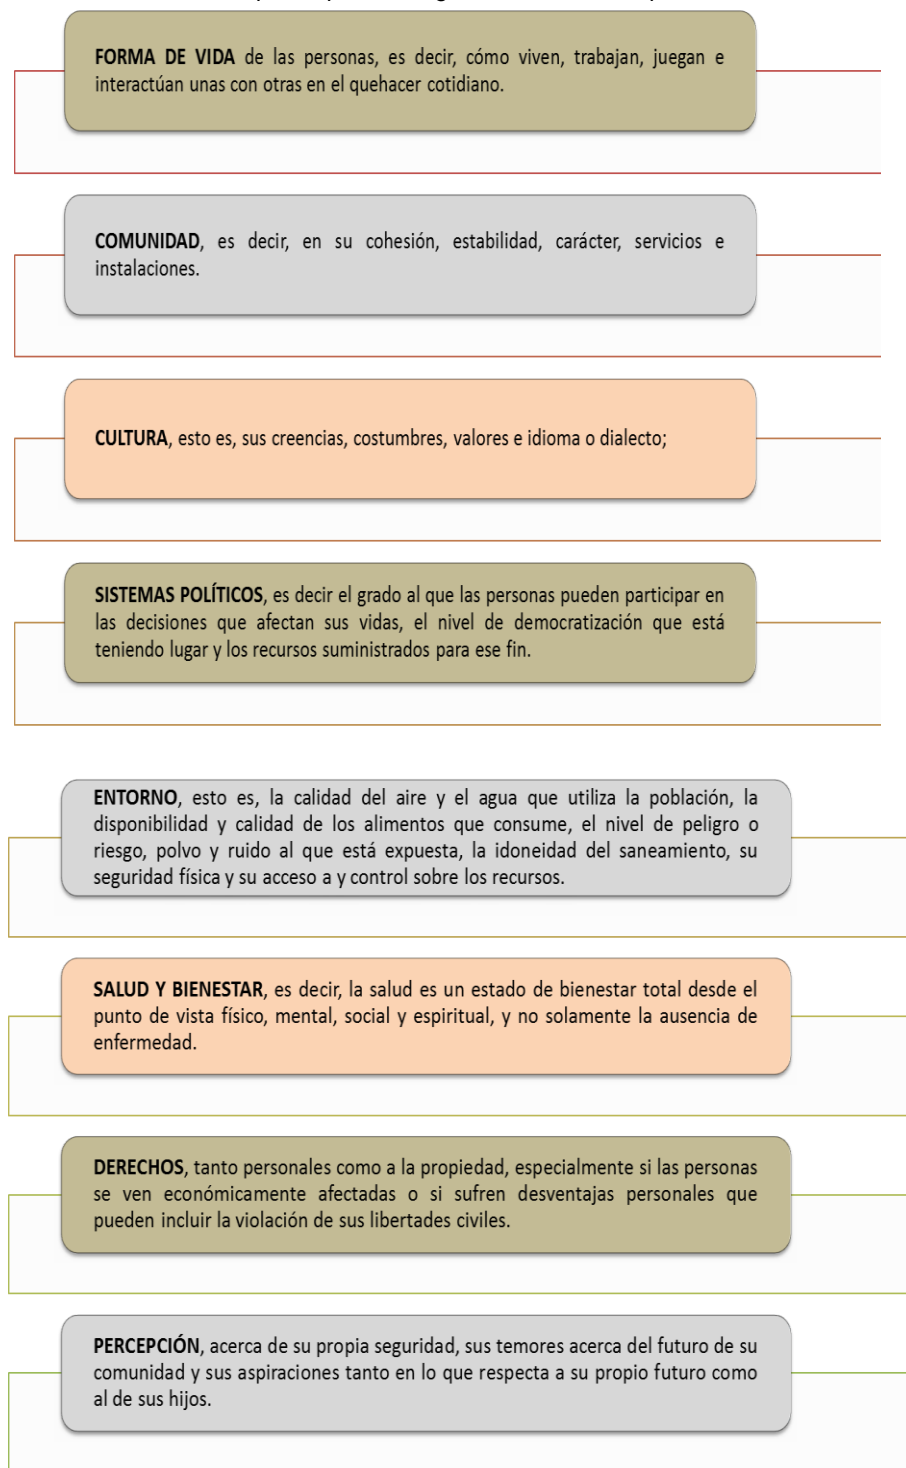 FORMA DE VIDA de las personas, es decir, cómo viven, trabajan, juegan e
interactúan unas con otras en el quehacer cotidiano.
COMUNIDAD, es decir, en su cohesión, estabilidad, carácter, servicios e
instalaciones.
CULTURA, esto es, sus creencias, costumbres, valores e idioma o dialecto;
SISTEMAS POLÍTICOS, es decir el grado al que las personas pueden participar en
las decisiones que afectan sus vidas, el nivel de democratización que está
teniendo lugar y los recursos suministrados para ese fin.
ENTORNO, esto es, la calidad del aire y el agua que utiliza la población, la
disponibilidad y calidad de los alimentos que consume, el nivel de peligro o
riesgo, polvo y ruido al que está expuesta, la idoneidad del saneamiento, su
seguridad física y su acceso a y control sobre los recursos.
SALUD Y BIENESTAR, es decir, la salud es un estado de bienestar total desde el
punto de vista físico, mental, social y espiritual, y no solamente la ausencia de
enfermedad.
DERECHOS, tanto personales como a la propiedad, especialmente si las personas
se ven económicamente afectadas o si sufren desventajas personales que
pueden incluir la violación de sus libertades civiles.
PERCEPCIÓN, acerca de su propia seguridad, sus temores acerca del futuro de su
comunidad y sus aspiraciones tanto en lo que respecta a su propio futuro como
al de sus hijos.